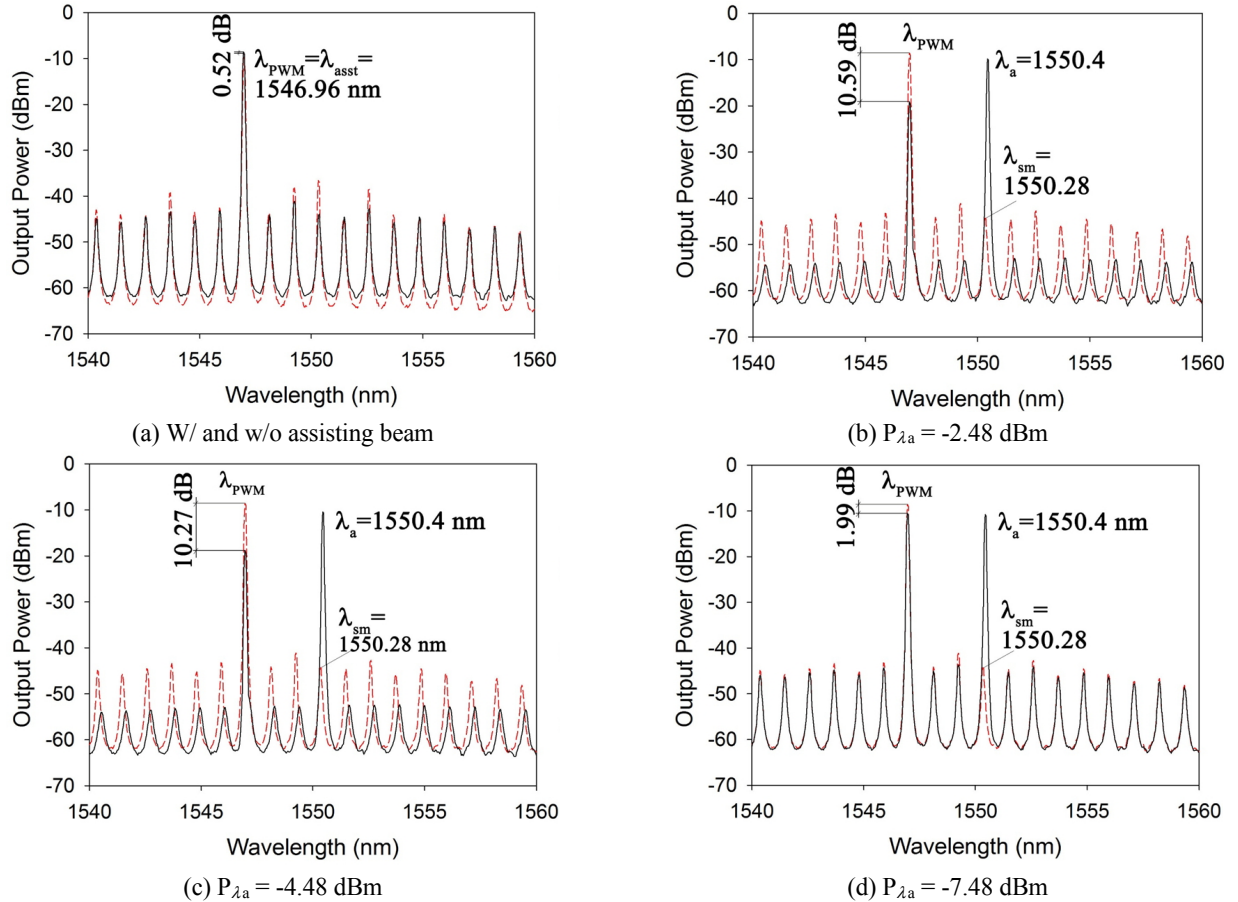 0
-10
-20
-30
-40
-50
-60
-70
Output Power (dBm)
0.52 dB
λPWM=λasst=
1546.96 nm
1540 1545 1550 1555 1560
Wavelength (nm)
(a) W/ and w/o assisting beam
0
-10
-20
-30
-40
-50
-60
-70
Output Power (dBm)
10.59 dB
λPWM
λa=1550.4
λsm=
1550.28
1540 1545 1550 1555 1560
Wavelength (nm)
(b) Pλa = -2.48 dBm
0
-10
-20
-30
-40
-50
-60
-70
Output Power (dBm)
10.27 dB
λPWM
λa=1550.4 nm
λsm=
1550.28 nm
1540 1545 1550 1555 1560
Wavelength (nm)
(c) Pλa = -4.48 dBm
0
-10
-20
-30
-40
-50
-60
-70
Output Power (dBm)
1.99 dB
λPWM
λa=1550.4 nm
λsm=
1550.28
1540 1545 1550 1555 1560
Wavelength (nm)
(d) Pλa = -7.48 dBm